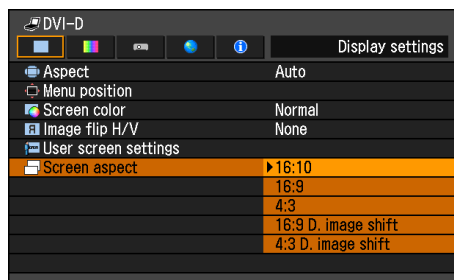 DVI-D
Display settings
Aspect Auto
Menu position
Screen color Normal
Image flip H/V None
User screen settings
Screen aspect 16:10
16:9
4:3
16:9 D. image shift
4:3 D. image shift